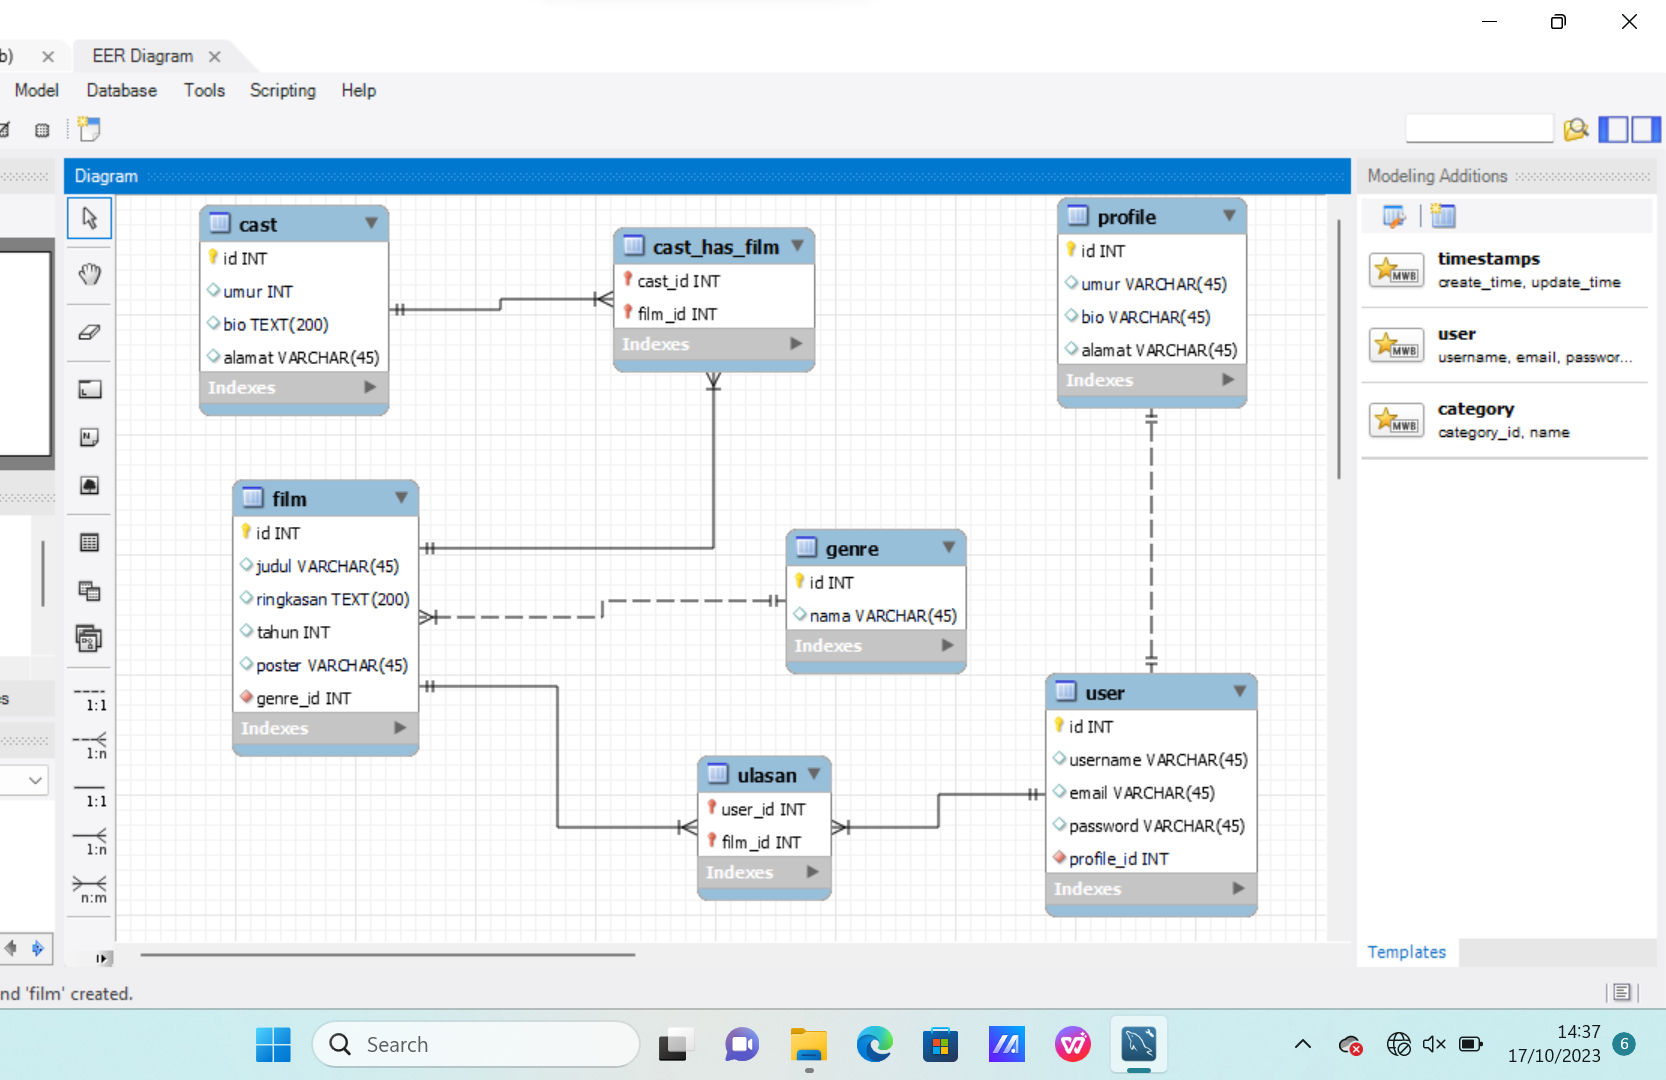 b)
EER Diagram
Model Database Tools Scripting Help
Diagram
Modeling Additions
cast
id INT
umur INT
bio TEXT(200)
alamat VARCHAR(45)
Indexes
cast_has_film
cast_id INT
film_id INT
Indexes
profile
id INT
umur VARCHAR(45)
bio VARCHAR(45)
alamat VARCHAR(45)
Indexes
timestamps
create_time, update_time
user
username, email, passwor...
category
category_id, name
MWB
MWB
MWB
film
id INT
judul VARCHAR(45)
ringkasan TEXT(200)
tahun INT
poster VARCHAR(45)
genre_id INT
Indexes
genre
id INT
nama VARCHAR(45)
Indexes
user
id INT
username VARCHAR(45)
email VARCHAR(45)
password VARCHAR(45)
profile_id INT
Indexes
ulasan
user_id INT
film_id INT
Indexes
N
s
1:1
1:n
1:1
1:n
n:m
Templates
nd 'film' created.
Search
14:37
17/10/2023
6